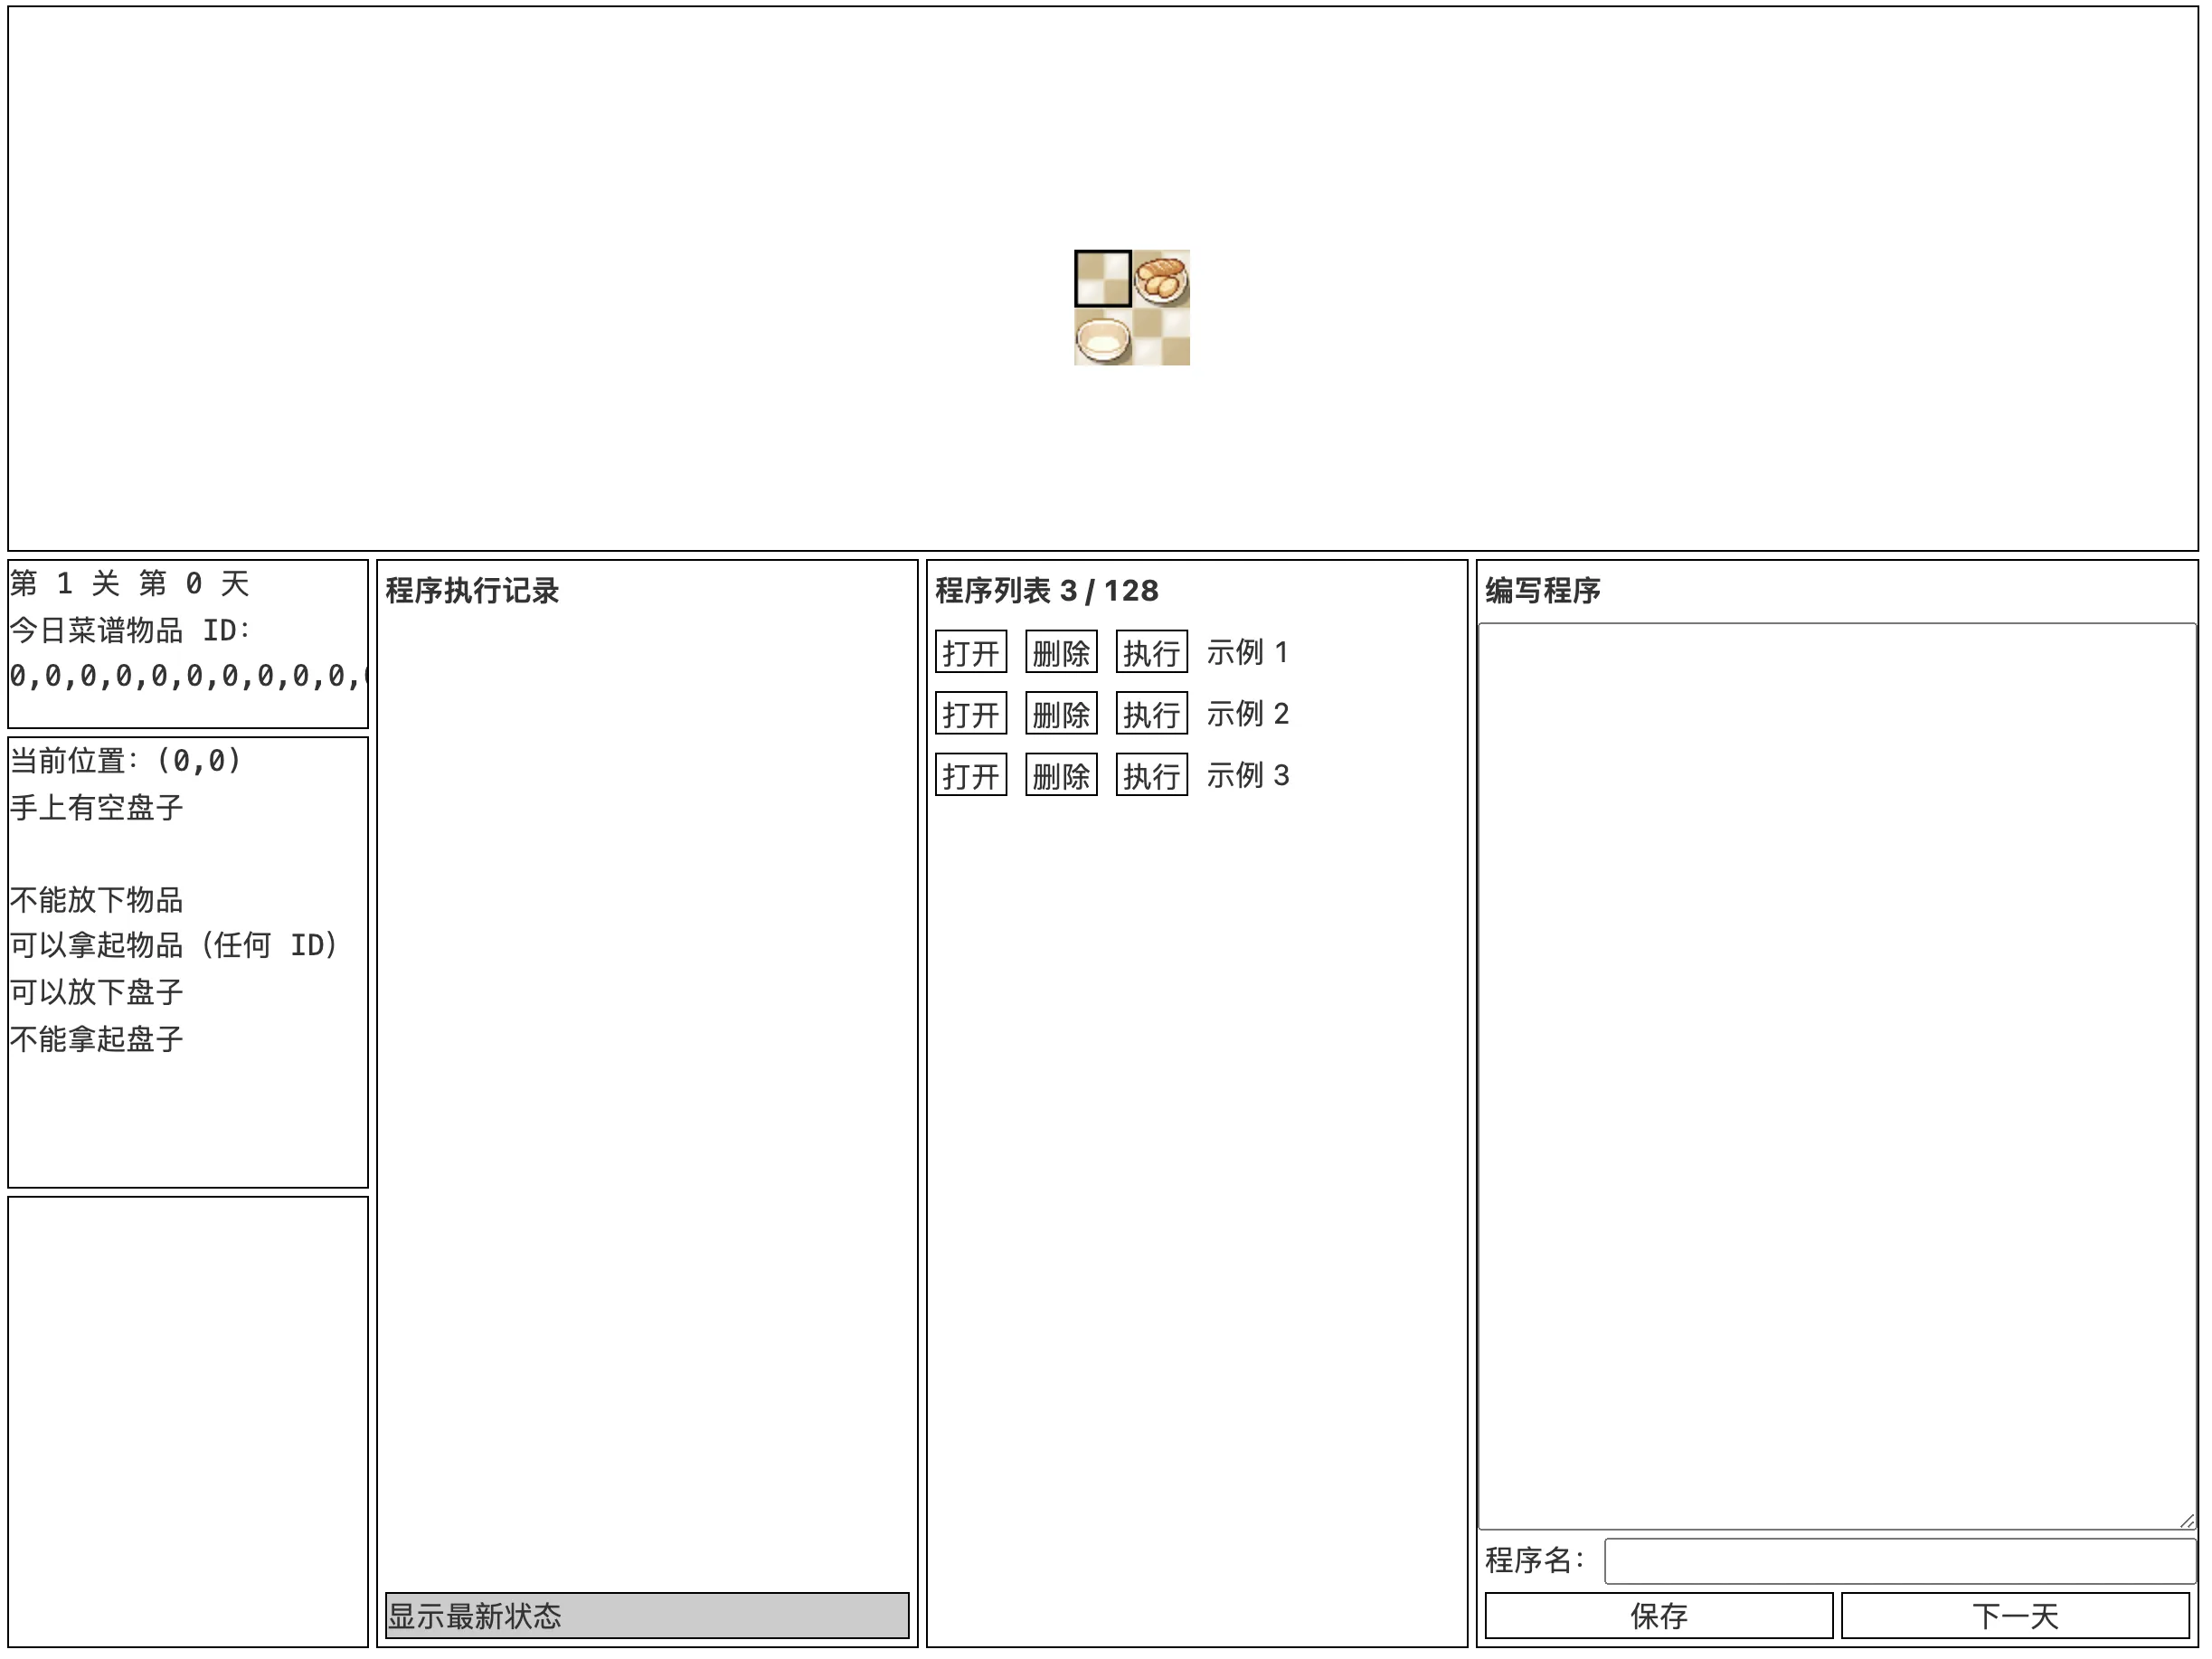 第 1 关 第 0 天
今日菜谱物品 ID：
0,0,0,0,0,0,0,0,0,0,
当前位置：(0,0)
手上有空盘子
不能放下物品
可以拿起物品（任何 ID）
可以放下盘子
不能拿起盘子
程序执行记录
显示最新状态
程序列表 3 / 128
打开 删除 执行 示例 1
打开 删除 执行 示例 2
打开 删除 执行 示例 3
编写程序
程序名：
保存 下一天